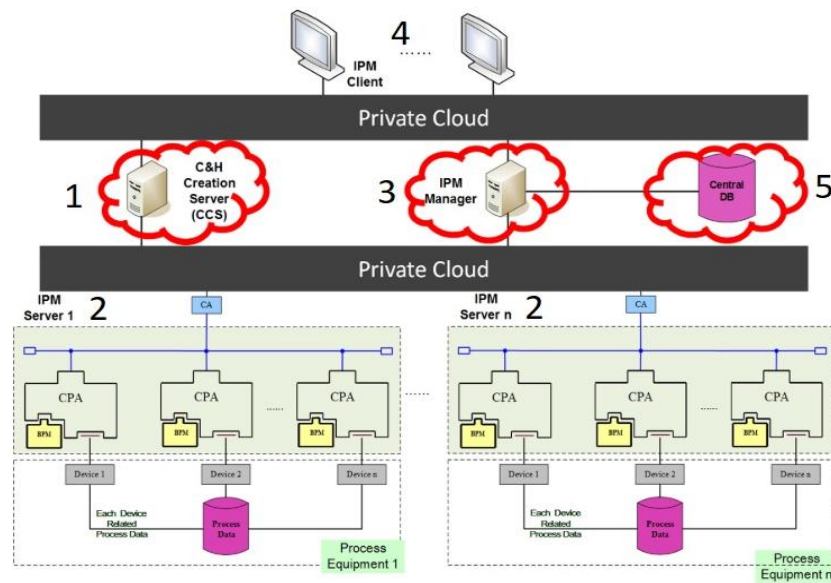 4
......
IPM
Client
Private Cloud
1
C&H
Creation
Server
(CCS)
3
IPM
Manager
Central
DB
5
Private Cloud
IPM
Server 1
2
CA
IPM
Server n
2
CA
CPA
CPA
CPA
BPM
BPM
......
BPM
......
CPA
CPA
CPA
BPM
BPM
......
BPM
Device 1
Device 2
Device n
Device 1
Device 2
Device n
Each Device
Related
Process Data
Process
Data
Process
Equipment 1
Each Device
Related
Process Data
Process
Data
Process
Equipment n